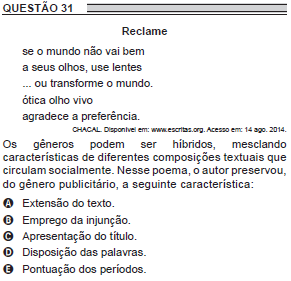 QUESTÃO 31
Reclame
se o mundo não vai bem
a seus olhos, use lentes
... ou transforme o mundo.
ótica olho vivo
agradece a preferência.
CHACAL. Disponível em: www.escritas.org. Acesso em: 14 ago. 2014.
Os gêneros podem ser híbridos, mesclando
características de diferentes composições textuais que
circulam socialmente. Nesse poema, o autor preservou,
do gênero publicitário, a seguinte característica:
A Extensão do texto.
B Emprego da injunção.
C Apresentação do título.
D Disposição das palavras.
E Pontuação dos períodos.